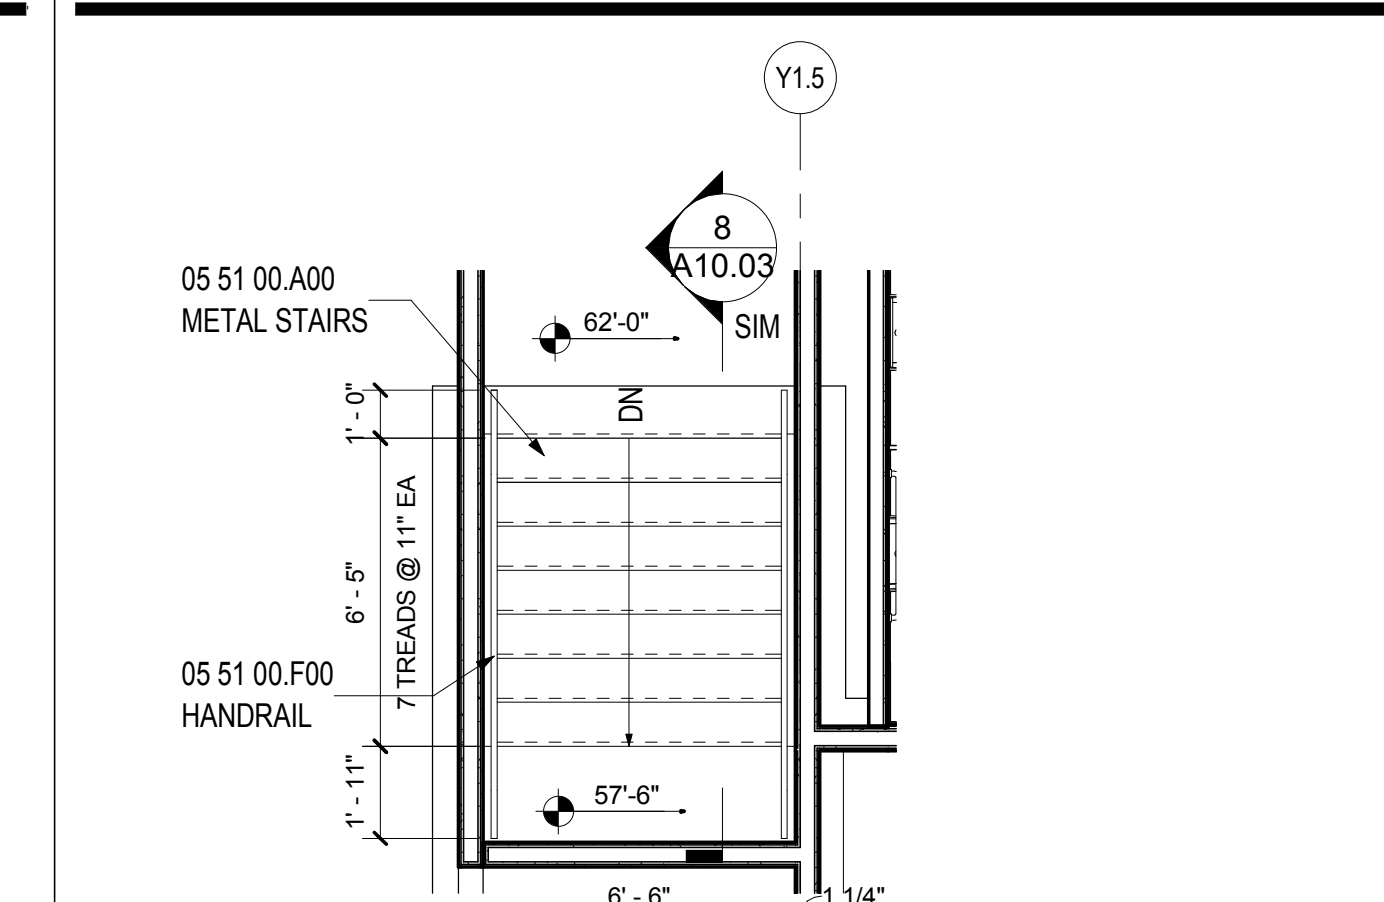 Y1.5
8
A10.03
SIM
05 51 00.A00
METAL STAIRS
62'-0"
DN
1' - 0"
7 TREADS @ 11" EA
6' - 5"
05 51 00.F00
HANDRAIL
1' - 11"
57'-6"
6' - 6"
1 1/4"